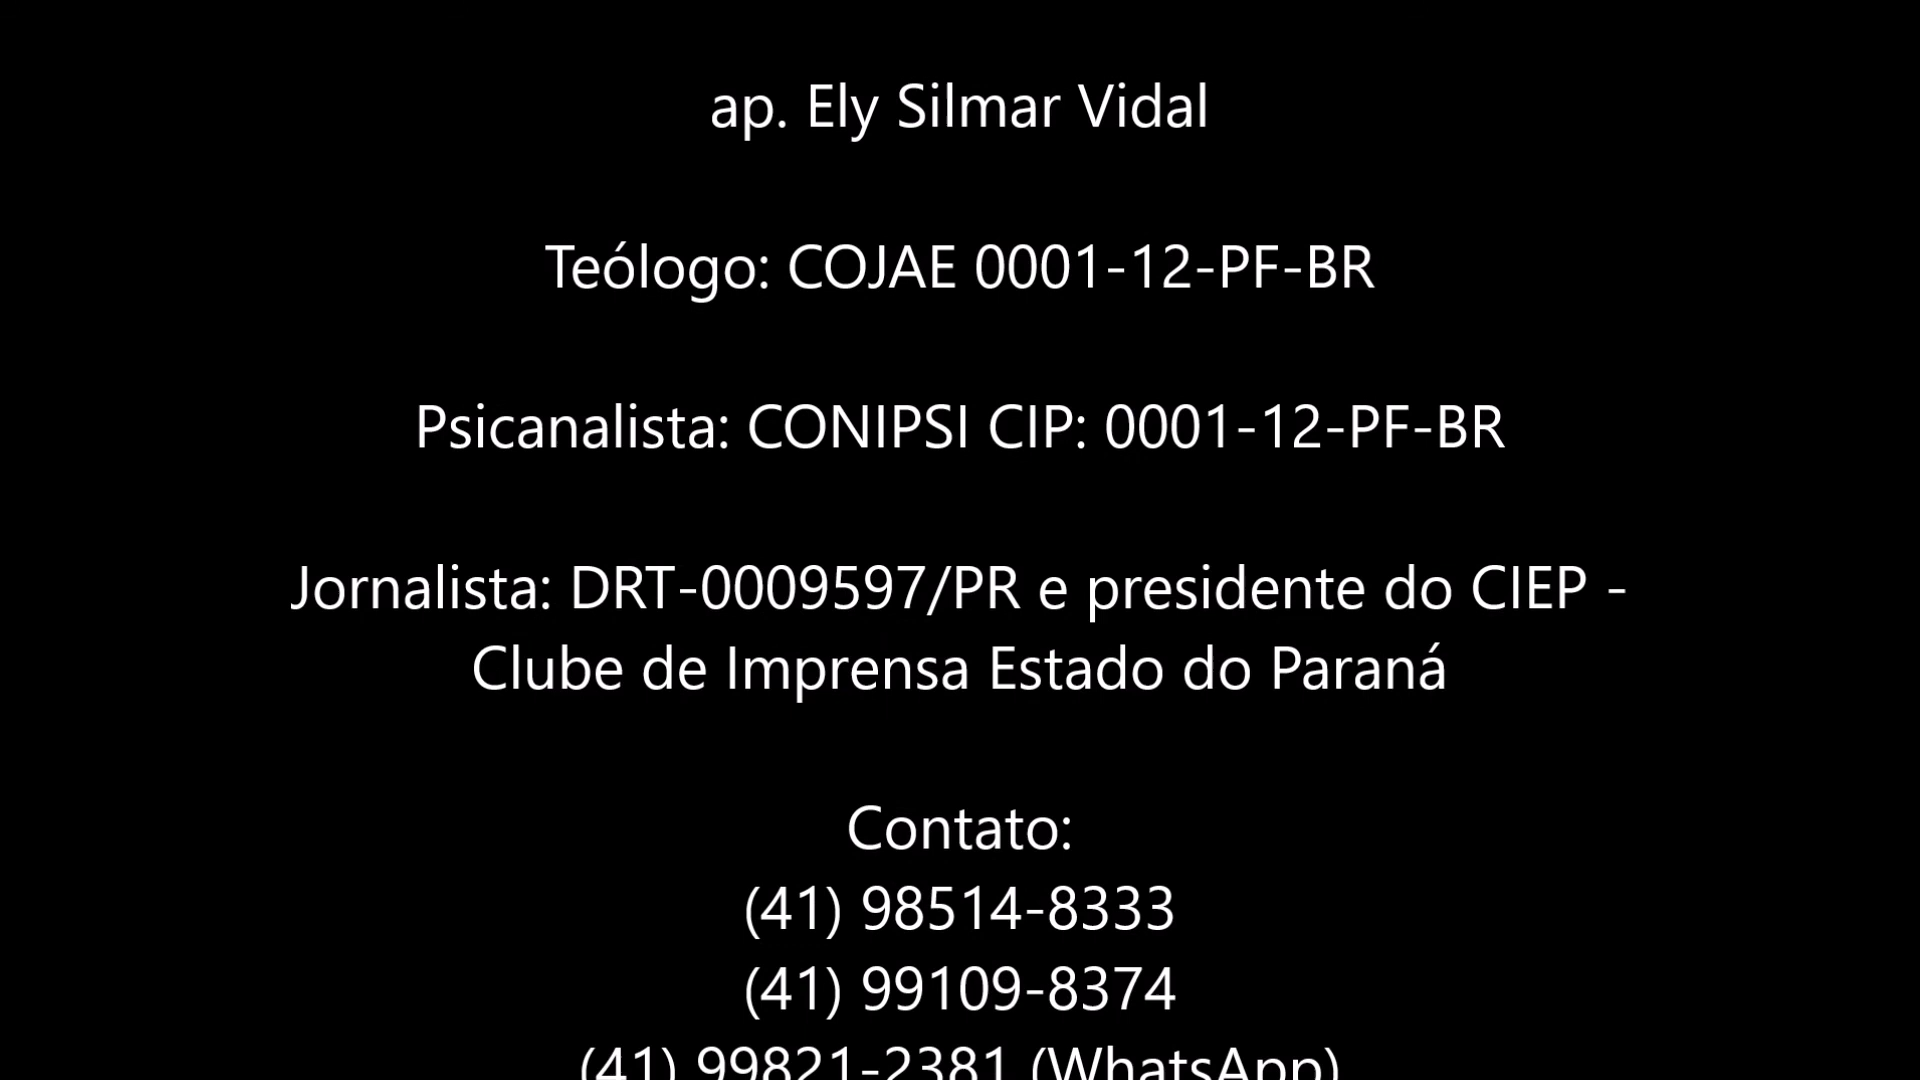 ap. Ely Silmar Vidal
Teólogo: COJAE 0001-12-PF-BR
Psicanalista: CONIPSI CIP: 0001-12-PF-BR
Jornalista: DRT-0009597/PR e presidente do CIEP -
Clube de Imprensa Estado do Paraná
Contato:
(41) 98514-8333
(41) 99109-8374
(41) 99821-2381 (WhatsApp)